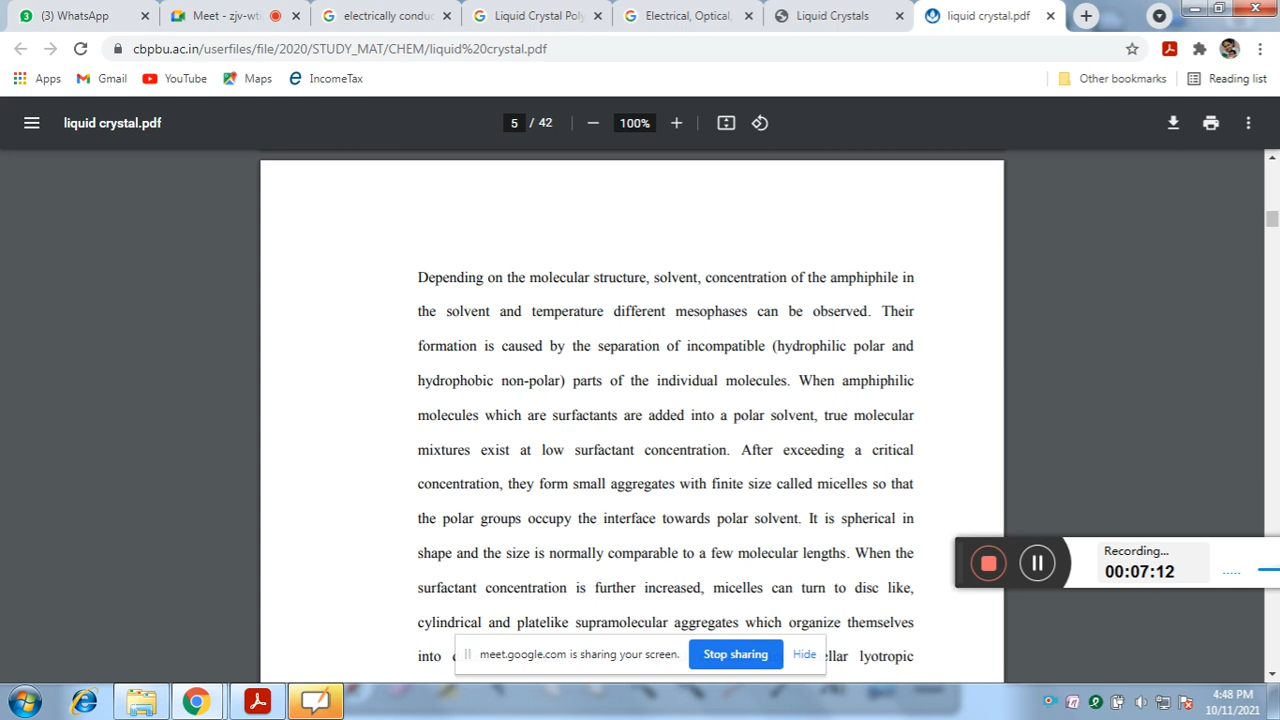 (3) WhatsApp
Meet - zjv-wti
electrically conduc
Liquid Crystal Poly
Electrical, Optical,
Liquid Crystals
liquid crystal.pdf
cbpbu.ac.in/userfiles/file/2020/STUDY_MAT/CHEM/liquid%20crystal.pdf
Apps Gmail YouTube Maps IncomeTax Other bookmarks Reading list
liquid crystal.pdf 5 / 42 100%
Depending on the molecular structure, solvent, concentration of the amphiphile in
the solvent and temperature different mesophases can be observed. Their
formation is caused by the separation of incompatible (hydrophilic polar and
hydrophobic non-polar) parts of the individual molecules. When amphiphilic
molecules which are surfactants are added into a polar solvent, true molecular
mixtures exist at low surfactant concentration. After exceeding a critical
concentration, they form small aggregates with finite size called micelles so that
the polar groups occupy the interface towards polar solvent. It is spherical in
shape and the size is normally comparable to a few molecular lengths. When the
surfactant concentration is further increased, micelles can turn to disc like,
cylindrical and platelike supramolecular aggregates which organize themselves
into lyotropic
Recording...
00:07:12
meet.google.com is sharing your screen. Stop sharing Hide
4:48 PM
10/11/2021